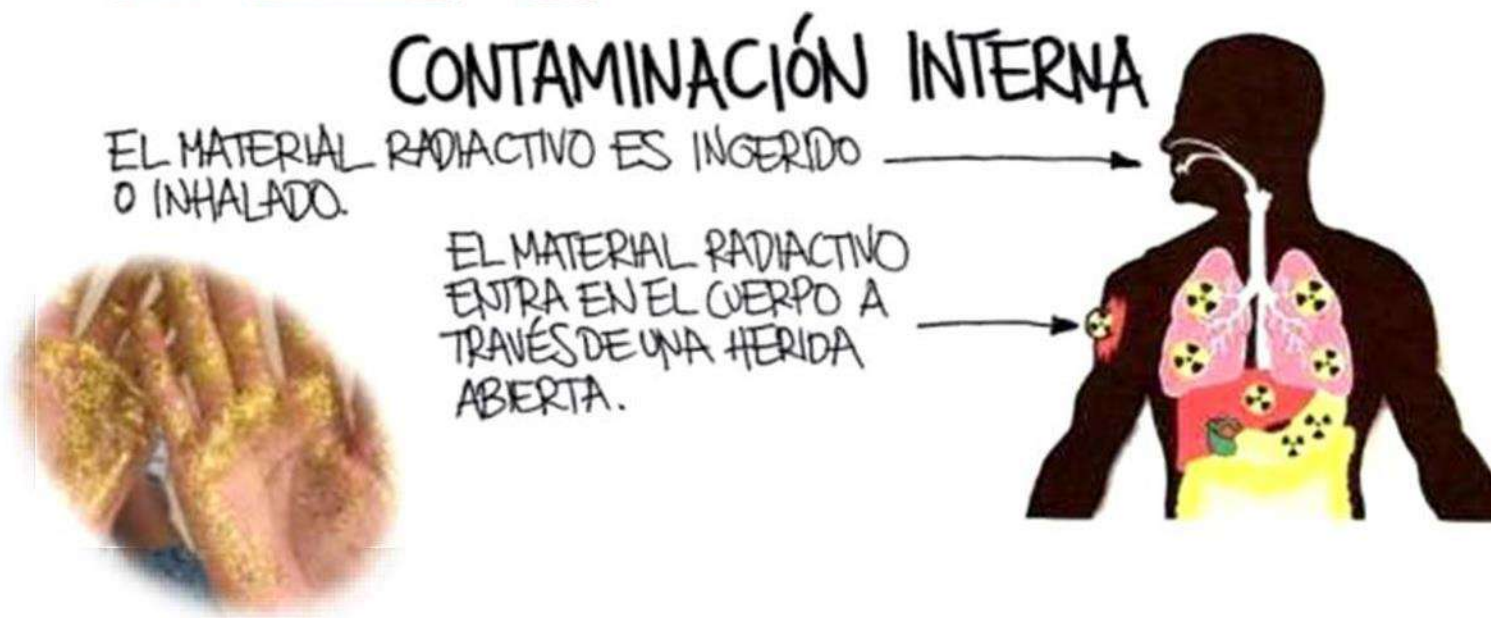 CONTAMINACIÓN INTERNA
EL MATERIAL RADIACTIVO ES INGERIDO
O INHALADO.
EL MATERIAL RADIACTIVO
ENTRA EN EL CUERPO A
TRAVÉS DE UNA HERIDA
ABIERTA.